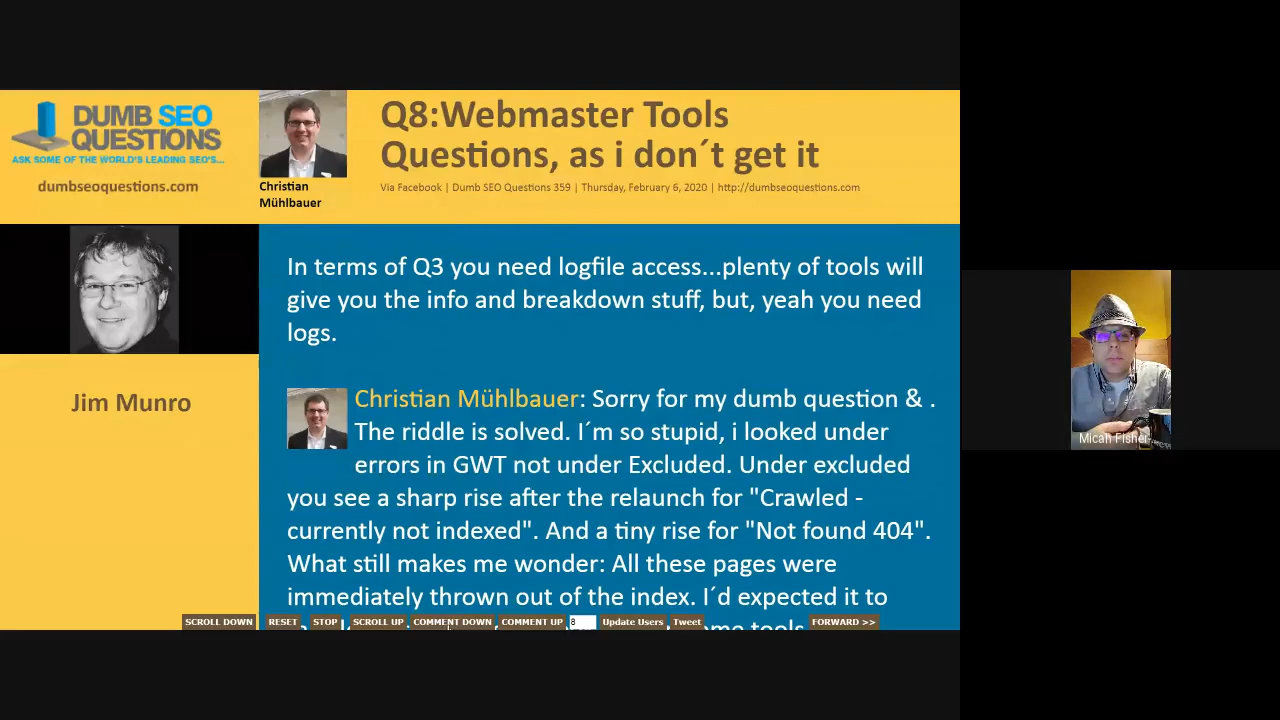 DUMB SEO
QUESTIONS
ASK SOME OF THE WORLD'S LEADING SEO'S...
dumbseoquestions.com
Christian
Mühlbauer
Q8:Webmaster Tools
Questions, as i don´t get it
Via Facebook | Dumb SEO Questions 359 | Thursday, February 6, 2020 | http://dumbseoquestions.com
Jim Munro
In terms of Q3 you need logfile access...plenty of tools will
give you the info and breakdown stuff, but, yeah you need
logs.
Christian Mühlbauer: Sorry for my dumb question & .
The riddle is solved. I´m so stupid, i looked under
errors in GWT not under Excluded. Under excluded
you see a sharp rise after the relaunch for "Crawled -
currently not indexed". And a tiny rise for "Not found 404".
What still makes me wonder: All these pages were
immediately thrown out of the index. I´d expected it to
tools
SCROLL DOWN RESET STOP SCROLL UP COMMENT DOWN COMMENT UP 8 Update Users Tweet FORWARD >>
Micah Fisher